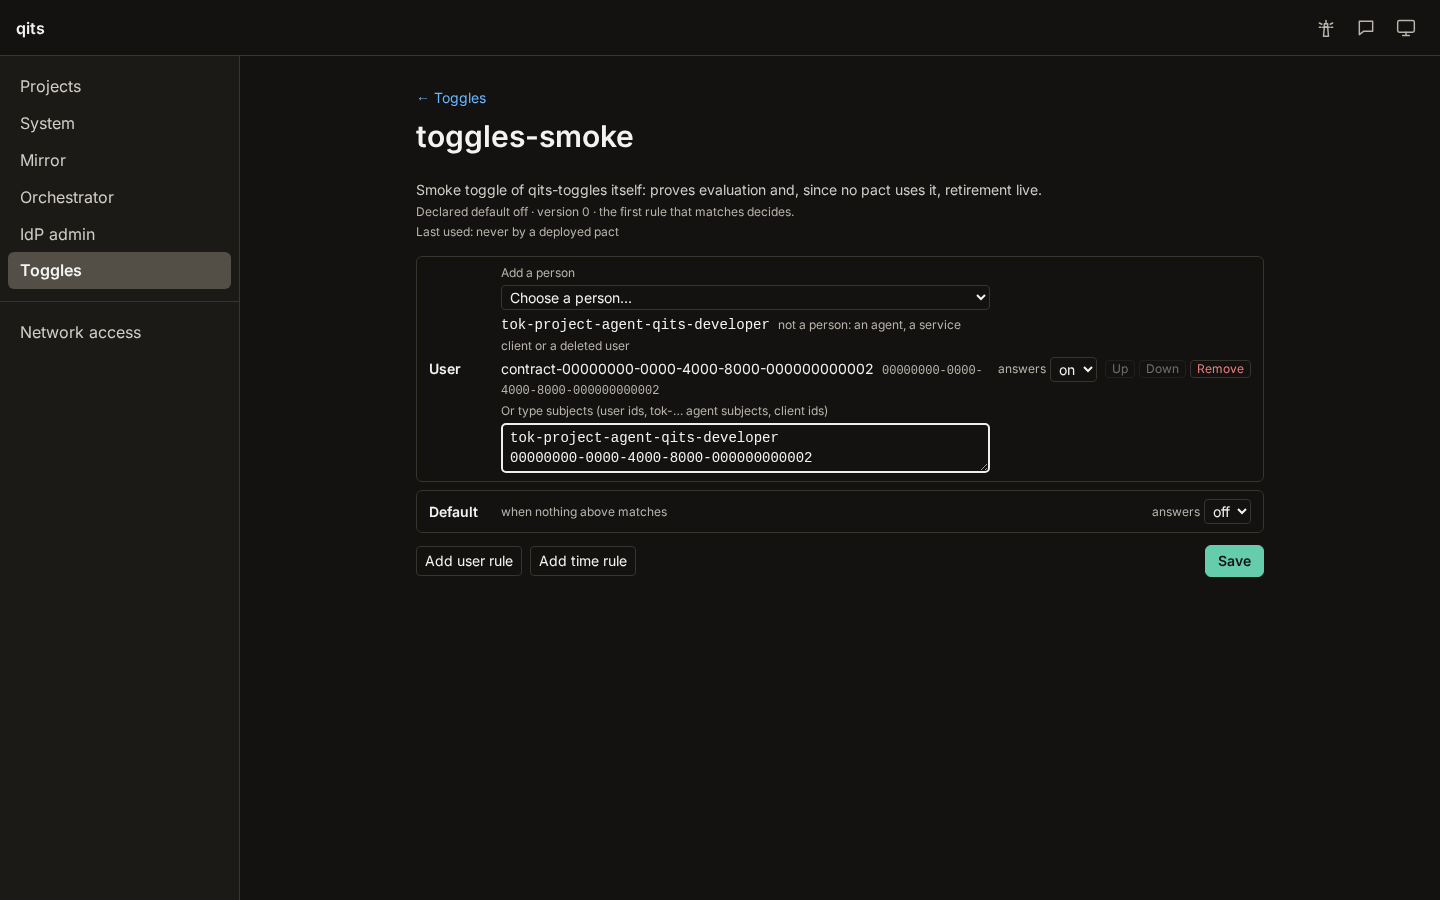 qits
Projects
System
Mirror
Orchestrator
IdP admin
Toggles
Network access
← Toggles
toggles-smoke
Smoke toggle of qits-toggles itself: proves evaluation and, since no pact uses it, retirement live.
Declared default off · version 0 · the first rule that matches decides.
Last used: never by a deployed pact
Add a person
Choose a person...
tok-project-agent-qits-developer not a person: an agent, a service
client or a deleted user
User
contract-00000000-0000-4000-8000-000000000002 00000000-0000-
4000-8000-000000000002
answers on Up Down Remove
Or type subjects (user ids, tok-... agent subjects, client ids)
tok-project-agent-qits-developer
00000000-0000-4000-8000-000000000002
Default when nothing above matches answers off
Add user rule Add time rule Save